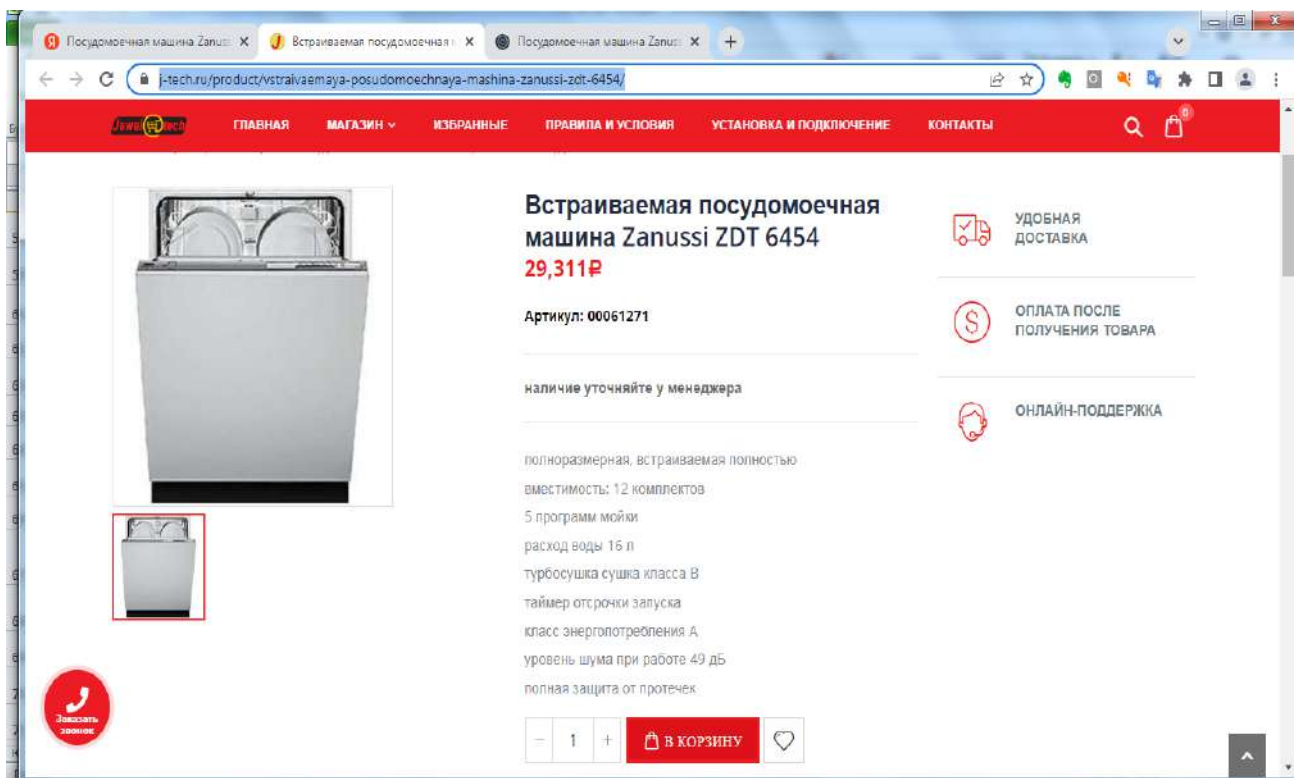 Посудомоечная машина Zanus
Встраиваемая посудомоечная
Посудомоечная машина Zanus
j-tech.ru/product/vstraivaemaya-posudomoechnaya-mashina-zanussi-zdt-6454/
Jewel tech
ГЛАВНАЯ
МАГАЗИН
ИЗБРАННЫЕ
ПРАВИЛА И УСЛОВИЯ
УСТАНОВКА И ПОДКЛЮЧЕНИЕ
КОНТАКТЫ
0
Встраиваемая посудомоечная
машина Zanussi ZDT 6454
29,311₽
Артикул: 00061271
наличие уточняйте у менеджера
полноразмерная, встраиваемая полностью
вместимость: 12 комплектов
5 программ мойки
расход воды 16 л
турбосушка сушка класса B
таймер отсрочки запуска
класс энергопотребления A
уровень шума при работе 49 дБ
полная защита от протечек
1
В КОРЗИНУ
УДОБНАЯ
ДОСТАВКА
ОПЛАТА ПОСЛЕ
ПОЛУЧЕНИЯ ТОВАРА
ОНЛАЙН-ПОДДЕРЖКА
Заказать
звонок